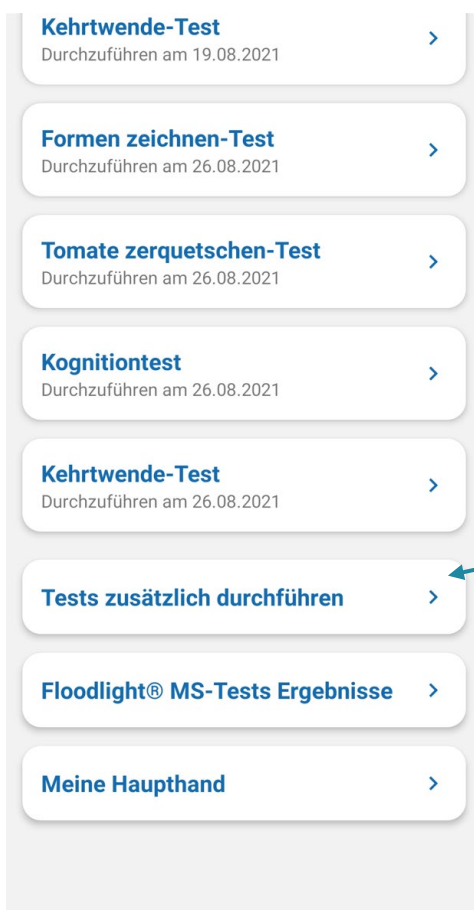 Kehrtwende-Test
Durchzuführen am 19.08.2021
Formen zeichnen-Test
Durchzuführen am 26.08.2021
Tomate zerquetschen-Test
Durchzuführen am 26.08.2021
Kognitiontest
Durchzuführen am 26.08.2021
Kehrtwende-Test
Durchzuführen am 26.08.2021
Tests zusätzlich durchführen
Floodlight® MS-Tests Ergebnisse
Meine Haupthand